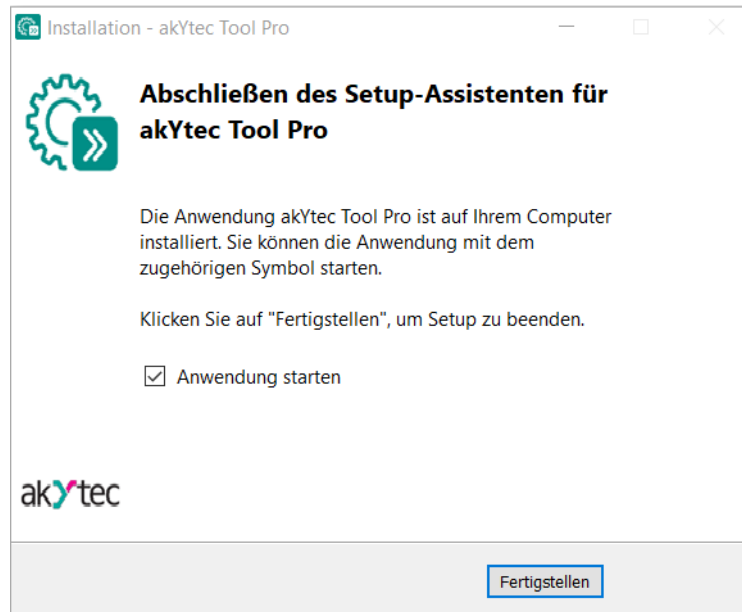 Installation - akYtec Tool Pro
Abschließen des Setup-Assistenten für
akYtec Tool Pro
Die Anwendung akYtec Tool Pro ist auf Ihrem Computer
installiert. Sie können die Anwendung mit dem
zugehörigen Symbol starten.
Klicken Sie auf "Fertigstellen", um Setup zu beenden.
Anwendung starten
akYtec
Fertigstellen